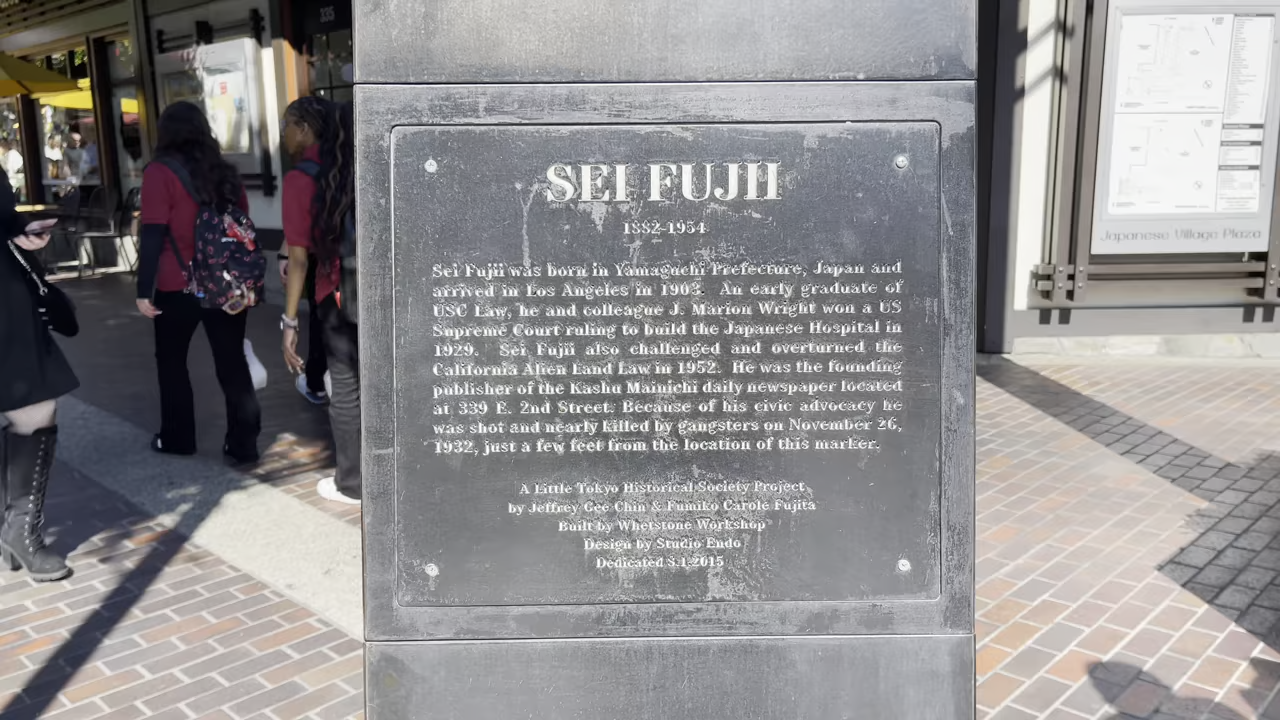 335
SEI FUJII
1882-1954
Sei Fujii was born in Yamaguchi Prefecture, Japan and
arrived in Los Angeles in 1903. An early graduate of
USC Law, he and colleague J. Marion Wright won a US
Supreme Court ruling to build the Japanese Hospital in
1929. Sei Fujii also challenged and overturned the
California Alien Land Law in 1952. He was the founding
publisher of the Kashu Mainichi daily newspaper located
at 339 E. 2nd Street. Because of his civic advocacy he
was shot and nearly killed by gangsters on November 26,
1932, just a few feet from the location of this marker.
A Little Tokyo Historical Society Project
by Jeffrey Gee Chin & Fumiko Carole Fujita
Built by Whetstone Workshop
Design by Studio Endo
Dedicated 8.1.2015
Japanese Village Plaza